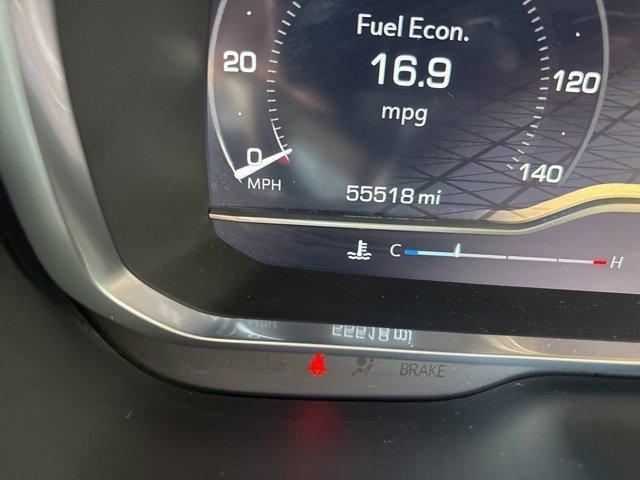 Fuel Econ.
20
16.9
120
mpg
0
140
MPH
55518 mi
C
H
BRAKE